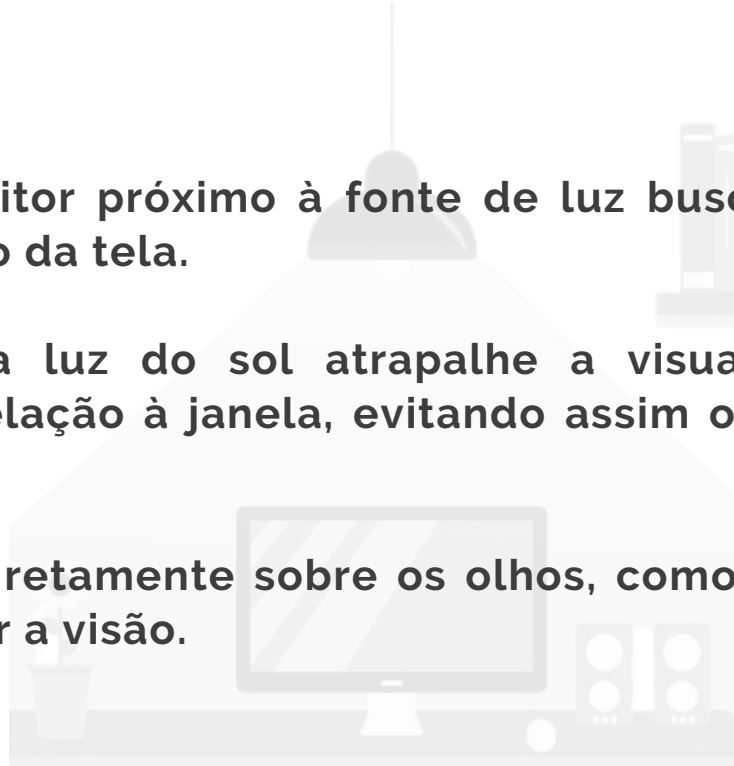 itor próximo à fonte de luz busc
o da tela.
a luz do sol atrapalhe a visua
elação à janela, evitando assim o
retamente sobre os olhos, como
r a visão.